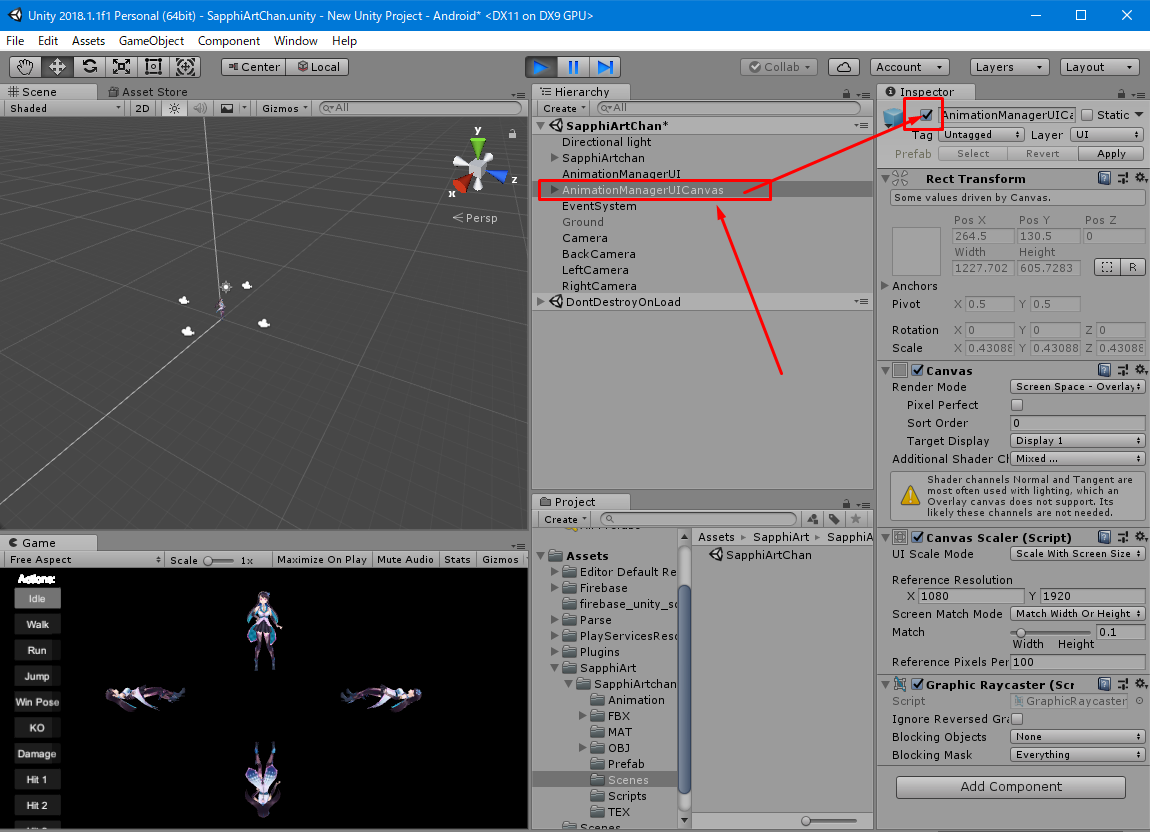 Unity 2018.1.1f1 Personal (64bit) - SapphiArtChan.unity - New Unity Project - Android* <DX11 on DX9 GPU>
File Edit Assets GameObject Component Window Help
Center Local Collab Account Layers Layout
Scene Asset Store
Shaded 2D Gizmos All
y
z
x
Persp
Hierarchy
Create All
SapphiArtChan*
Directional light
SapphiArtchan
AnimationManagerUI
AnimationManagerUICanvas
EventSystem
Ground
Camera
BackCamera
LeftCamera
RightCamera
DontDestroyOnLoad
Inspector
AnimationManagerUICa Static
Tag Untagged Layer UI
Prefab Select Revert Apply
Rect Transform
Some values driven by Canvas.
Pos X Pos Y Pos Z
264.5 130.5 0
Width Height
1227.702 605.7283 R
Anchors
Pivot X 0.5 Y 0.5
Rotation X 0 Y 0 Z 0
Scale X 0.43088 Y 0.43088 Z 0.43088
Canvas
Render Mode Screen Space - Overlay
Pixel Perfect
Sort Order 0
Target Display Display 1
Additional Shader Ch Mixed ...
Shader channels Normal and Tangent are
most often used with lighting, which an
Overlay canvas does not support. Its
likely these channels are not needed.
Canvas Scaler (Script)
UI Scale Mode Scale With Screen Size
Reference Resolution
X 1080 Y 1920
Screen Match Mode Match Width Or Height
Match 0.1
Width Height
Reference Pixels Per 100
Graphic Raycaster (Scr
Script GraphicRaycaster
Ignore Reversed Gra
Blocking Objects None
Blocking Mask Everything
Add Component
Game
Free Aspect Scale 1x Maximize On Play Mute Audio Stats Gizmos
Actions:
Idle
Walk
Run
Jump
Win Pose
KO
Damage
Hit 1
Hit 2
Project
Create
Assets
Editor Default Re
Firebase
firebase_unity_sd
Parse
PlayServicesReso
Plugins
SapphiArt
SapphiArtchan
Animation
FBX
MAT
OBJ
Prefab
Scenes
Scripts
TEX
Scenes
Assets SapphiArt SapphiA
SapphiArtChan